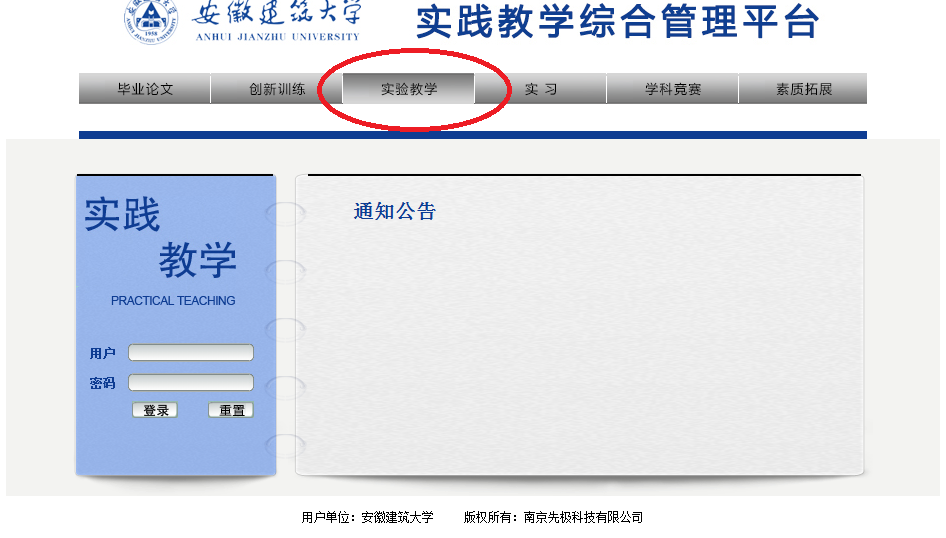 安徽建筑大学
ANHUI JIANZHU UNIVERSITY
1958
实践教学综合管理平台
毕业论文 创新训练 实验教学 实 习 学科竞赛 素质拓展
实践
教学
PRACTICAL TEACHING
用户
密码
登录 重置
通知公告
用户单位：安徽建筑大学 版权所有：南京先极科技有限公司